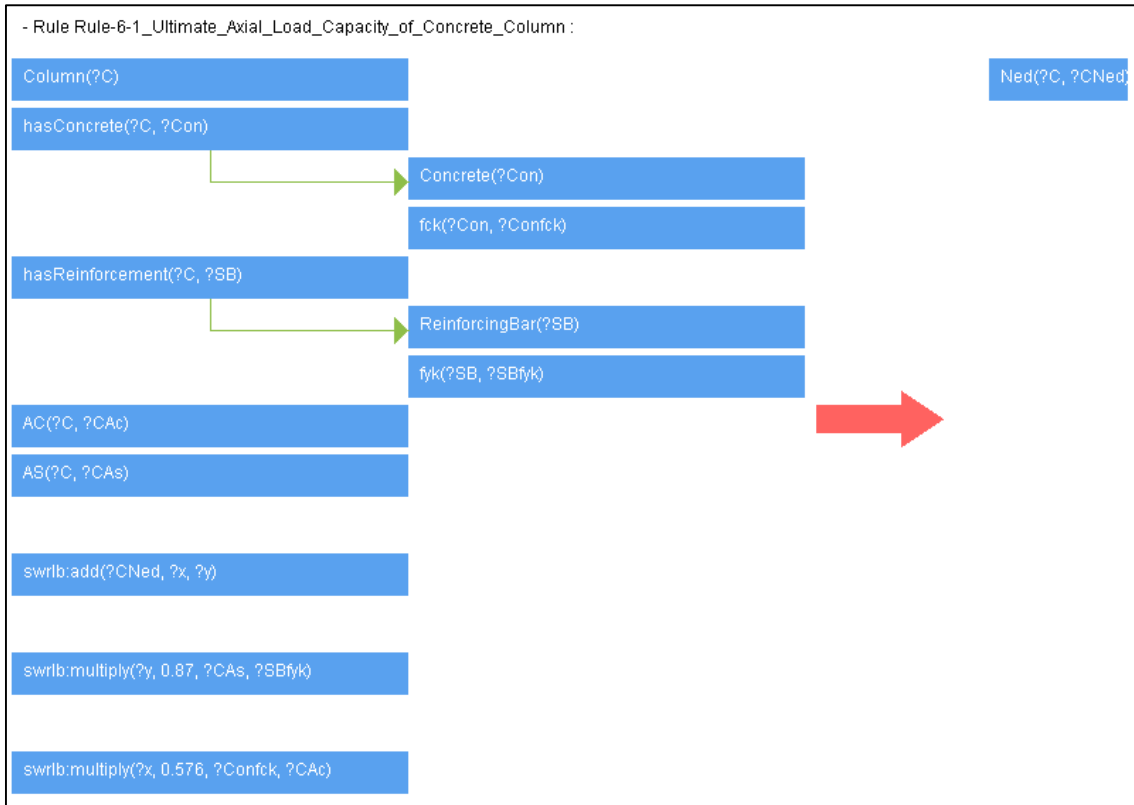 - Rule Rule-6-1_Ultimate_Axial_Load_Capacity_of_Concrete_Column :
Column(?C)
Ned(?C, ?CNed)
hasConcrete(?C, ?Con)
Concrete(?Con)
fck(?Con, ?Confck)
hasReinforcement(?C, ?SB)
ReinforcingBar(?SB)
fyk(?SB, ?SBfyk)
AC(?C, ?CAc)
AS(?C, ?CAs)
swrlb:add(?CNed, ?x, ?y)
swrlb:multiply(?y, 0.87, ?CAs, ?SBfyk)
swrlb:multiply(?x, 0.576, ?Confck, ?CAc)